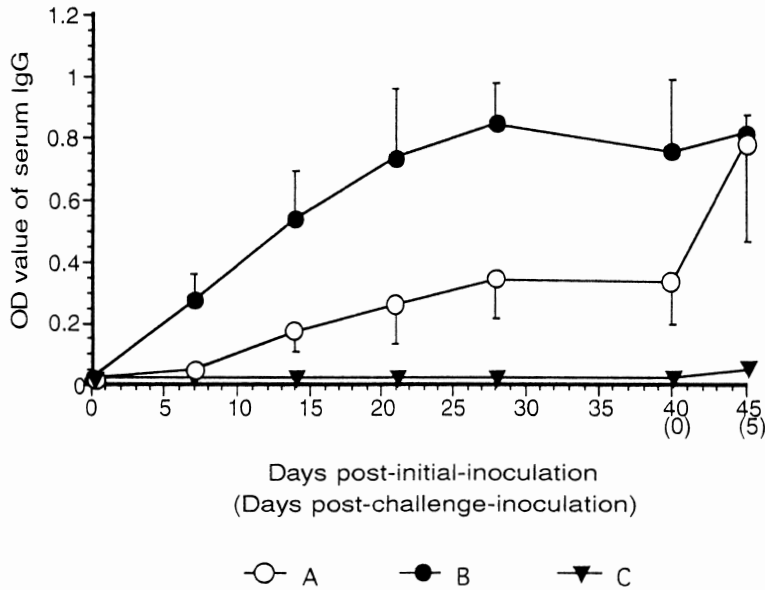 1.2
1
0.8
0.6
0.4
0.2
0
OD value of serum IgG
0 5 10 15 20 25 30 35 40 45
(0) (5)
Days post-initial-inoculation
(Days post-challenge-inoculation)
A B C